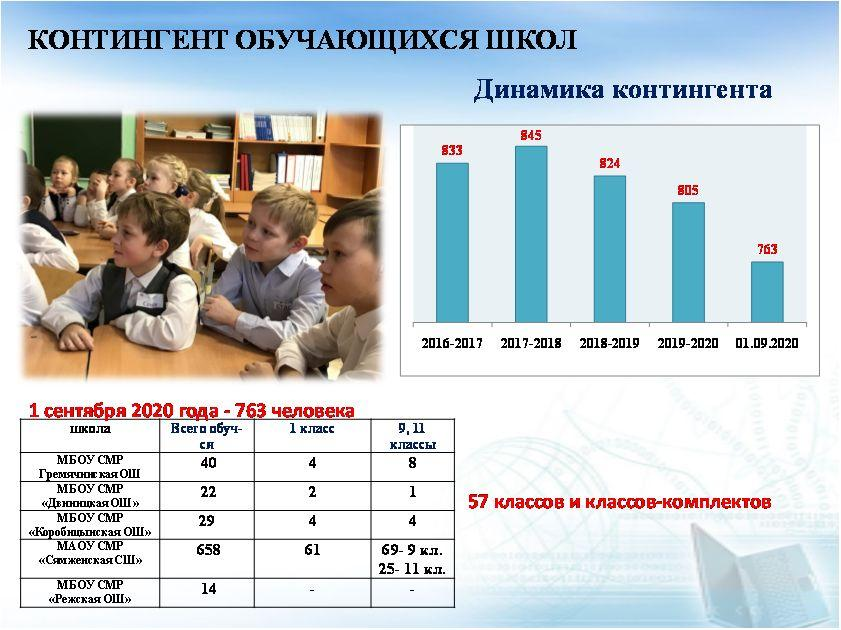 КОНТИНГЕНТ ОБУЧАЮЩИХСЯ ШКОЛ
Динамика контингента
833
845
824
805
763
2016-2017 2017-2018 2018-2019 2019-2020 01.09.2020
1 сентября 2020 года - 763 человека
школа Всего обуч-ся 1 класс 9, 11 классы
МБОУ СМР
Гремячинская ОШ 40 4 8
МБОУ СМР
«Двиницкая ОШ» 22 2 1
МБОУ СМР
«Коробицынская ОШ» 29 4 4
МАОУ СМР
«Сямженская СШ» 658 61 69- 9 кл.
25- 11 кл.
МБОУ СМР
«Режская ОШ» 14 - -
57 классов и классов-комплектов